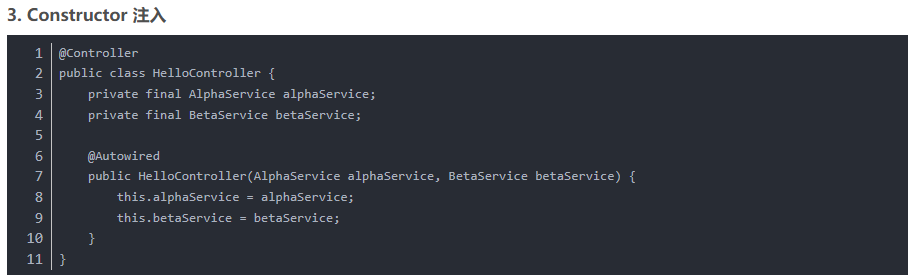 3. Constructor 注入
1 @Controller
2 public class HelloController {
3     private final AlphaService alphaService;
4     private final BetaService betaService;
5
6     @Autowired
7     public HelloController(AlphaService alphaService, BetaService betaService) {
8         this.alphaService = alphaService;
9         this.betaService = betaService;
10     }
11 }